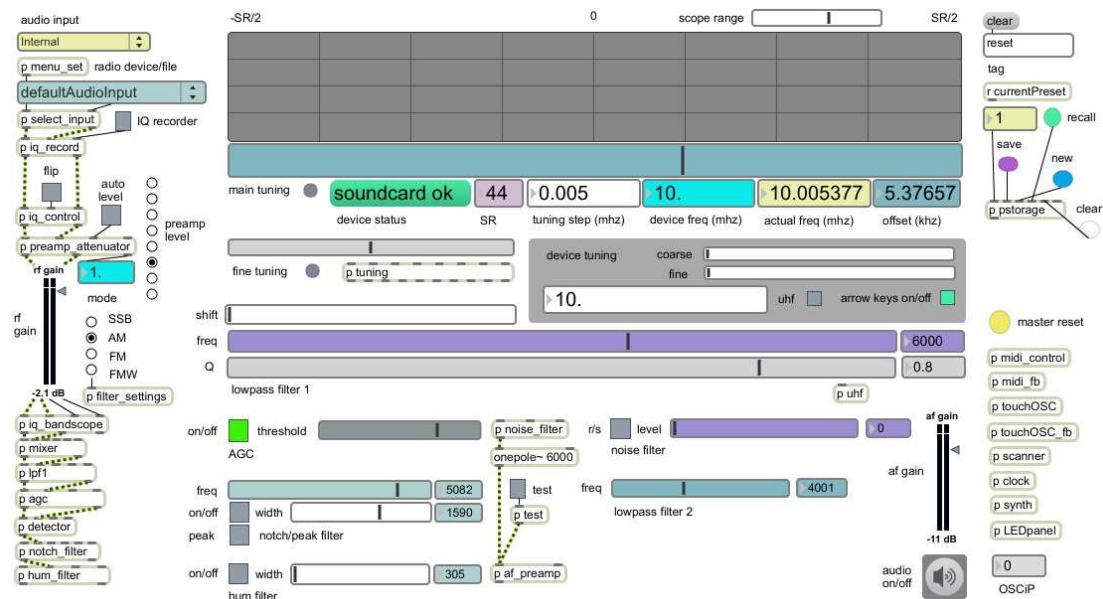 audio input
Internal
p menu_set
radio device/file
defaultAudioInput
p select_input
IQ recorder
p iq_record
flip
auto
level
p iq_control
preamp
level
p preamp_attenuator
rf gain
1.
mode
rf
gain
SSB
AM
FM
FMW
-2.1 dB
p filter_settings
p iq_bandscope
p mixer
p lpf1
p agc
p detector
p notch_filter
p hum_filter
-SR/2
0
scope range
SR/2
main tuning
soundcard ok
44
0.005
10.
10.005377
5.37657
device status
SR
tuning step (mhz)
device freq (mhz)
actual freq (mhz)
offset (khz)
fine tuning
p tuning
device tuning
coarse
fine
10.
uhf
arrow keys on/off
shift
freq
6000
Q
0.8
lowpass filter 1
p uhf
on/off
threshold
AGC
p noise_filter
r/s
level
0
noise filter
onepole~ 6000
freq
5082
on/off
width
1590
peak
notch/peak filter
test
p test
freq
4001
lowpass filter 2
on/off
width
305
hum filter
p af_preamp
af gain
af gain
-11 dB
audio
on/off
clear
reset
tag
r currentPreset
1
recall
save
new
p pstorage
clear
master reset
p midi_control
p midi_fb
p touchOSC
p touchOSC_fb
p scanner
p clock
p synth
p LEDpanel
0
OSCiP